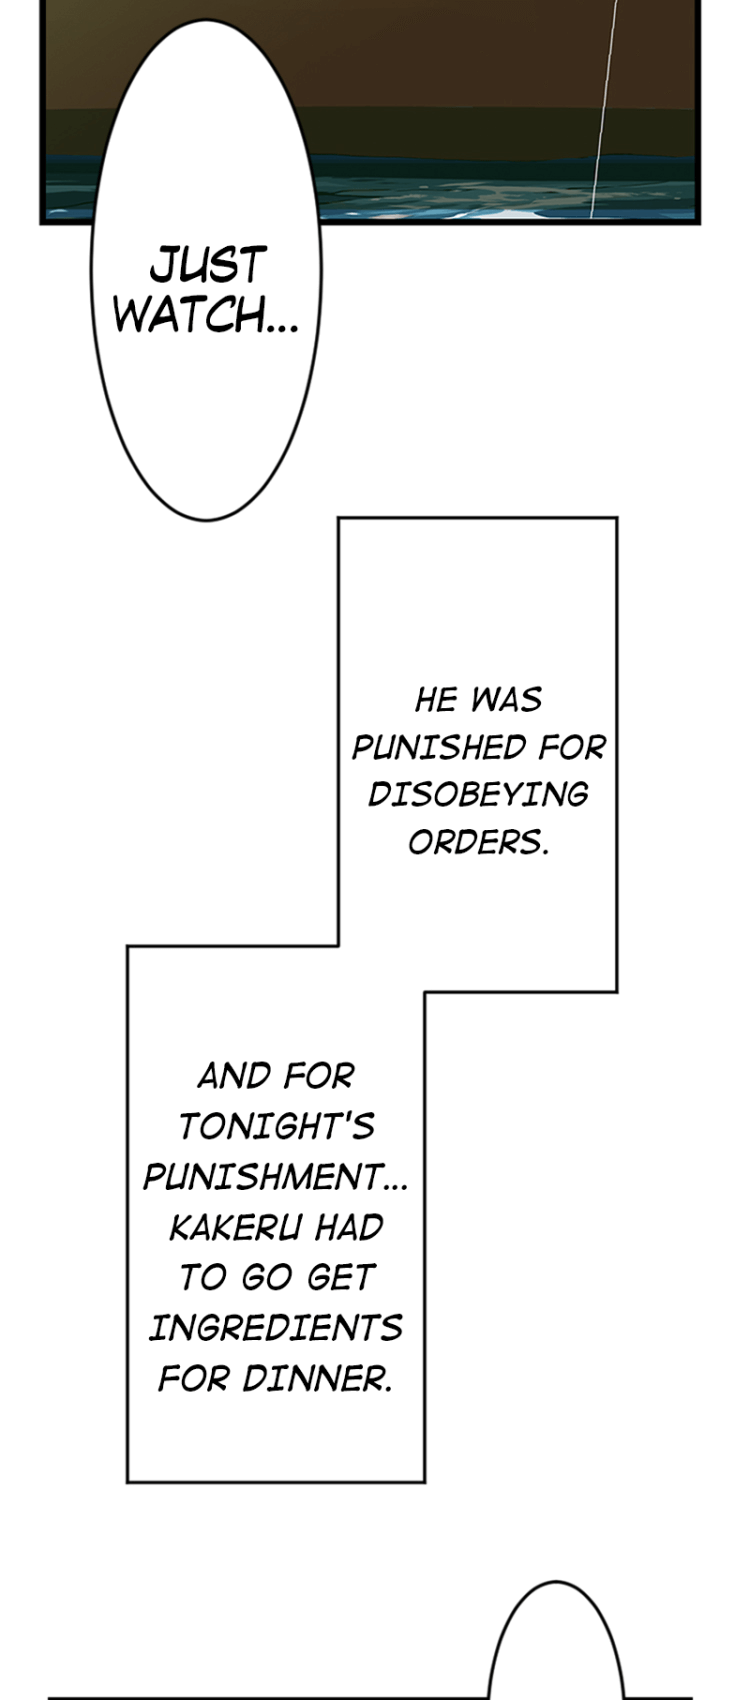 JUST
WATCH...
HE WAS
PUNISHED FOR
DISOBEYING
ORDERS.
AND FOR
TONIGHT'S
PUNISHMENT...
KAKERU HAD
TO GO GET
INGREDIENTS
FOR DINNER.